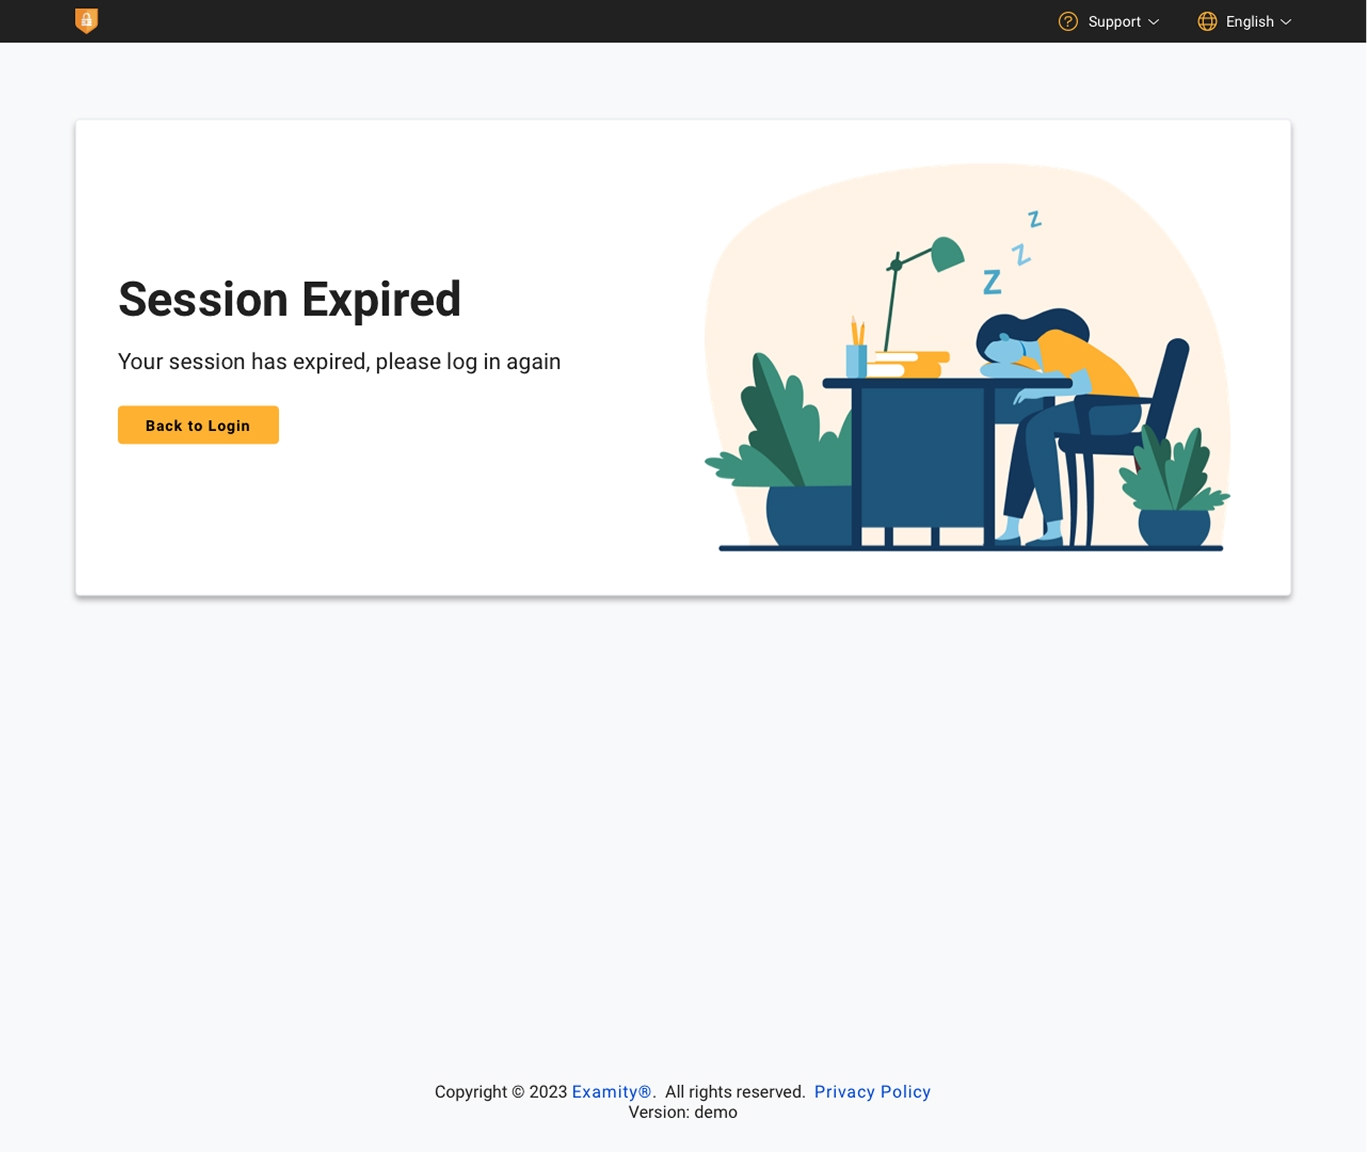 Support
English
Z
Z
Z
Session Expired
Your session has expired, please log in again
Back to Login
Copyright © 2023 Examity®. All rights reserved. Privacy Policy
Version: demo